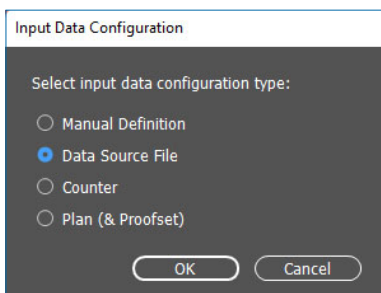 Input Data Configuration
Select input data configuration type:
Manual Definition
Data Source File
Counter
Plan (& Proofset)
OK Cancel